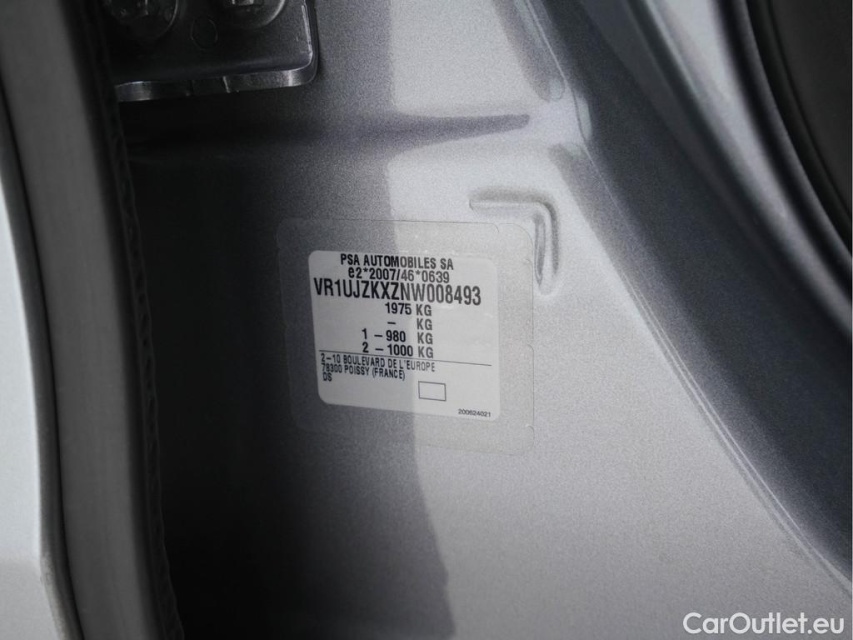 PSA AUTOMOBILES SA
e2*2007/46*0639
VR1UJZKXZNW008493
1975 KG
- KG
1 - 980 KG
2 - 1000 KG
2-10 BOULEVARD DE L'EUROPE
78300 POISSY (FRANCE)
DS
200624021
CarOutlet.eu